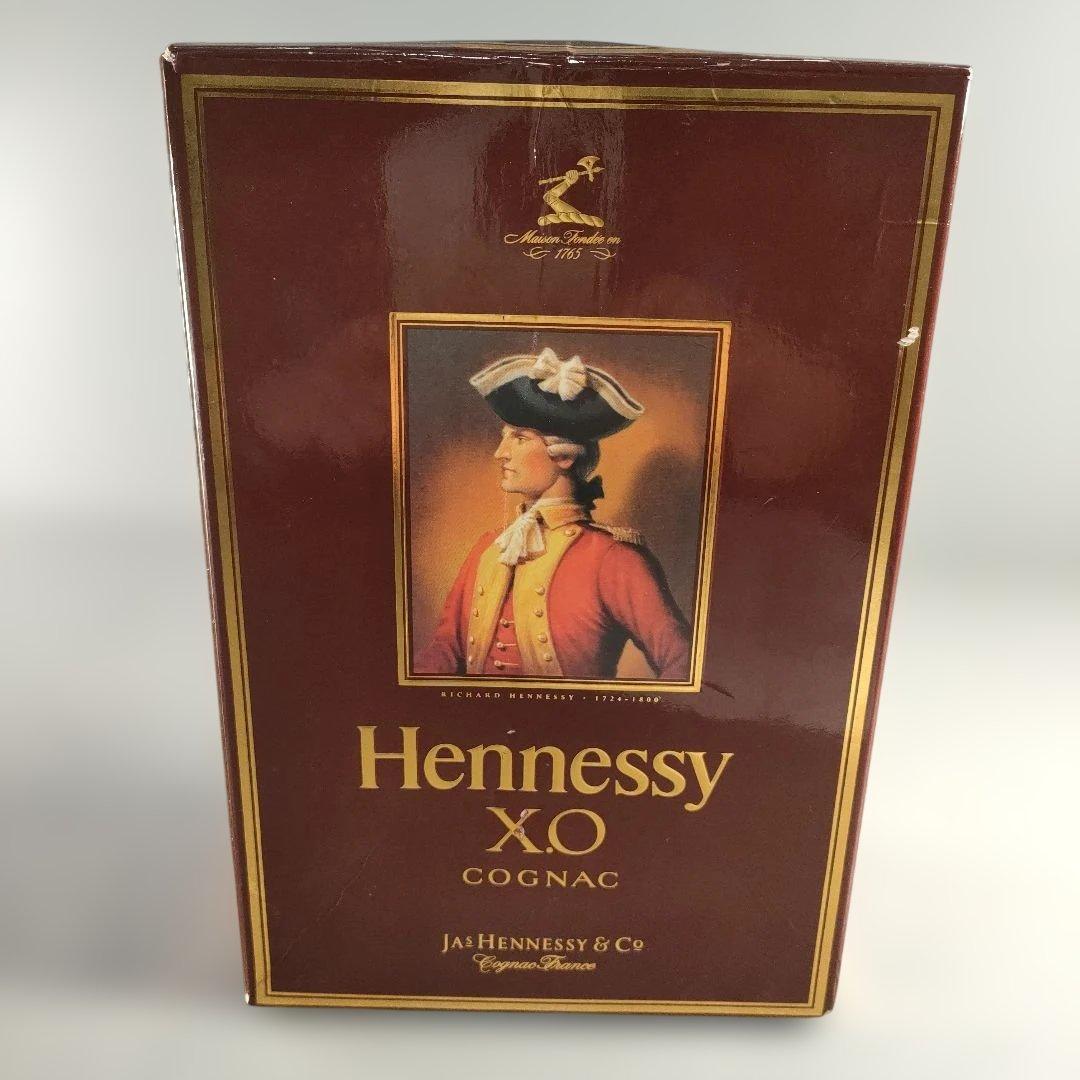 Maison Fondée en
1765
RICHARD HENNESSY · 1724-1800
Hennessy
X.O
COGNAC
JAS HENNESSY & CO
Cognac France